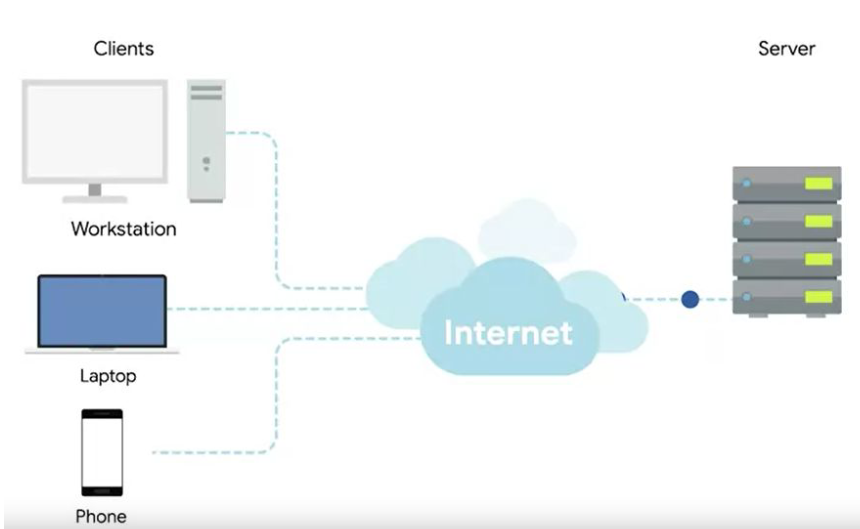 Clients
Server
Workstation
Internet
Laptop
Phone